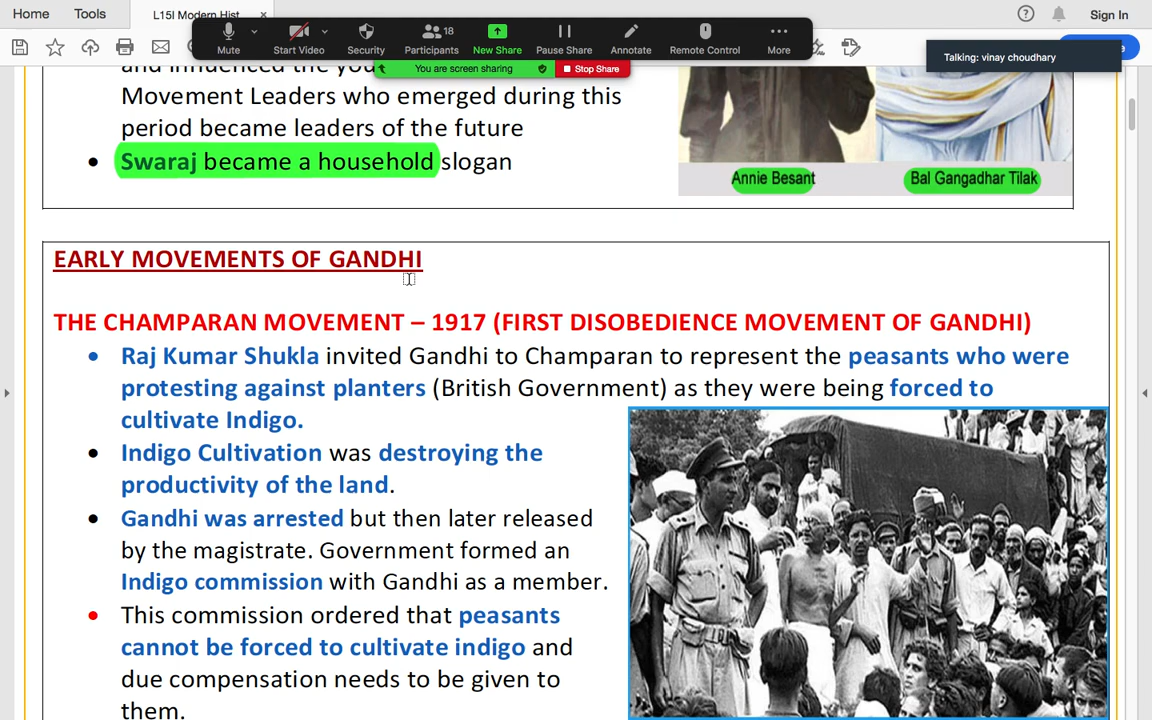 Home
Tools
L15l Modern Hist
×
Sign In
Mute
Start Video
Security
18
Participants
New Share
Pause Share
Annotate
Remote Control
More
You are screen sharing
Stop Share
Talking: vinay choudhary
Movement Leaders who emerged during this
period became leaders of the future
• Swaraj became a household slogan
Annie Besant
Bal Gangadhar Tilak
EARLY MOVEMENTS OF GANDHI
THE CHAMPARAN MOVEMENT – 1917 (FIRST DISOBEDIENCE MOVEMENT OF GANDHI)
• Raj Kumar Shukla invited Gandhi to Champaran to represent the peasants who were
protesting against planters (British Government) as they were being forced to
cultivate Indigo.
• Indigo Cultivation was destroying the
productivity of the land.
• Gandhi was arrested but then later released
by the magistrate. Government formed an
Indigo commission with Gandhi as a member.
• This commission ordered that peasants
cannot be forced to cultivate indigo and
due compensation needs to be given to
them.